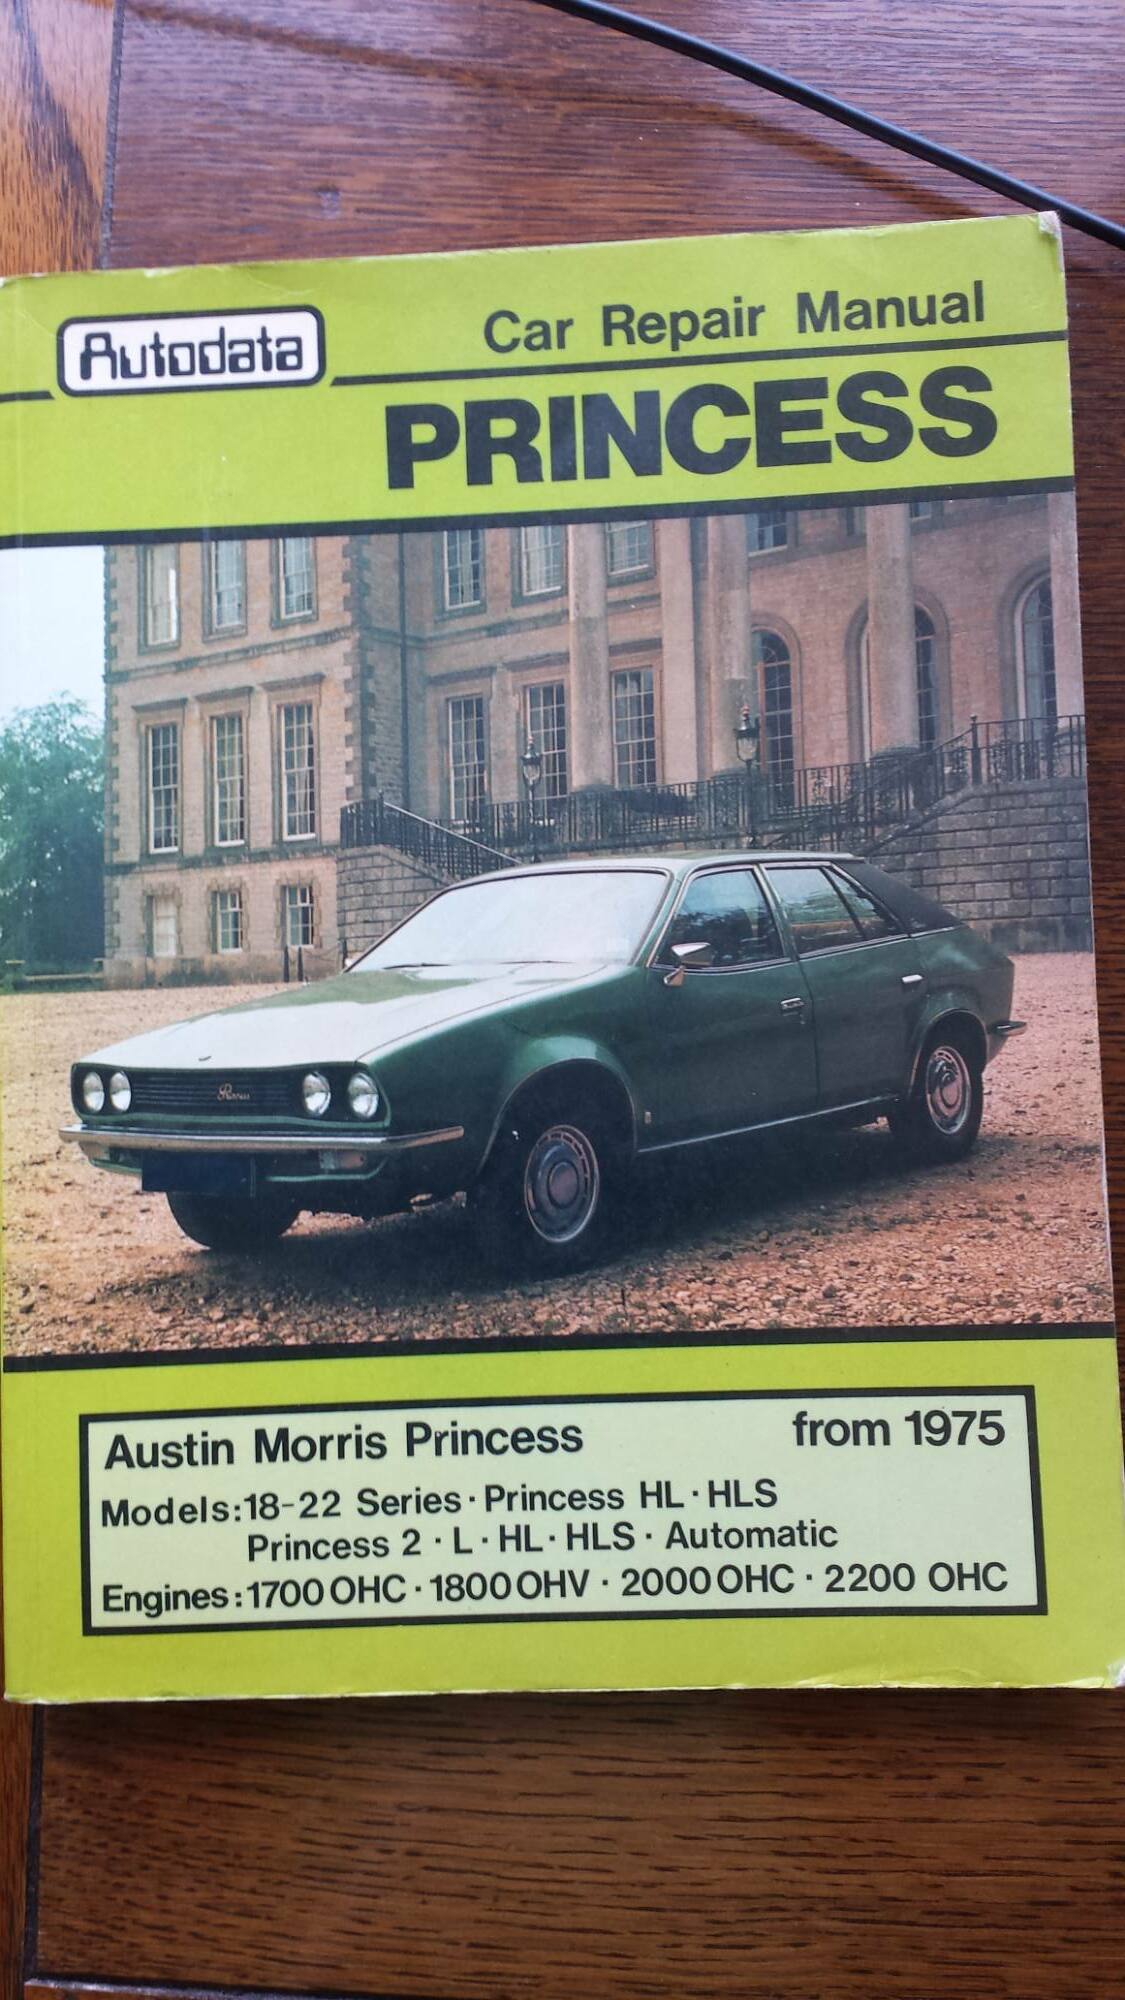 Autodata
Car Repair Manual
PRINCESS
Princess
Austin Morris Princess from 1975
Models:18-22 Series · Princess HL · HLS
Princess 2 · L · HL · HLS · Automatic
Engines:1700 OHC · 1800 OHV · 2000 OHC · 2200 OHC